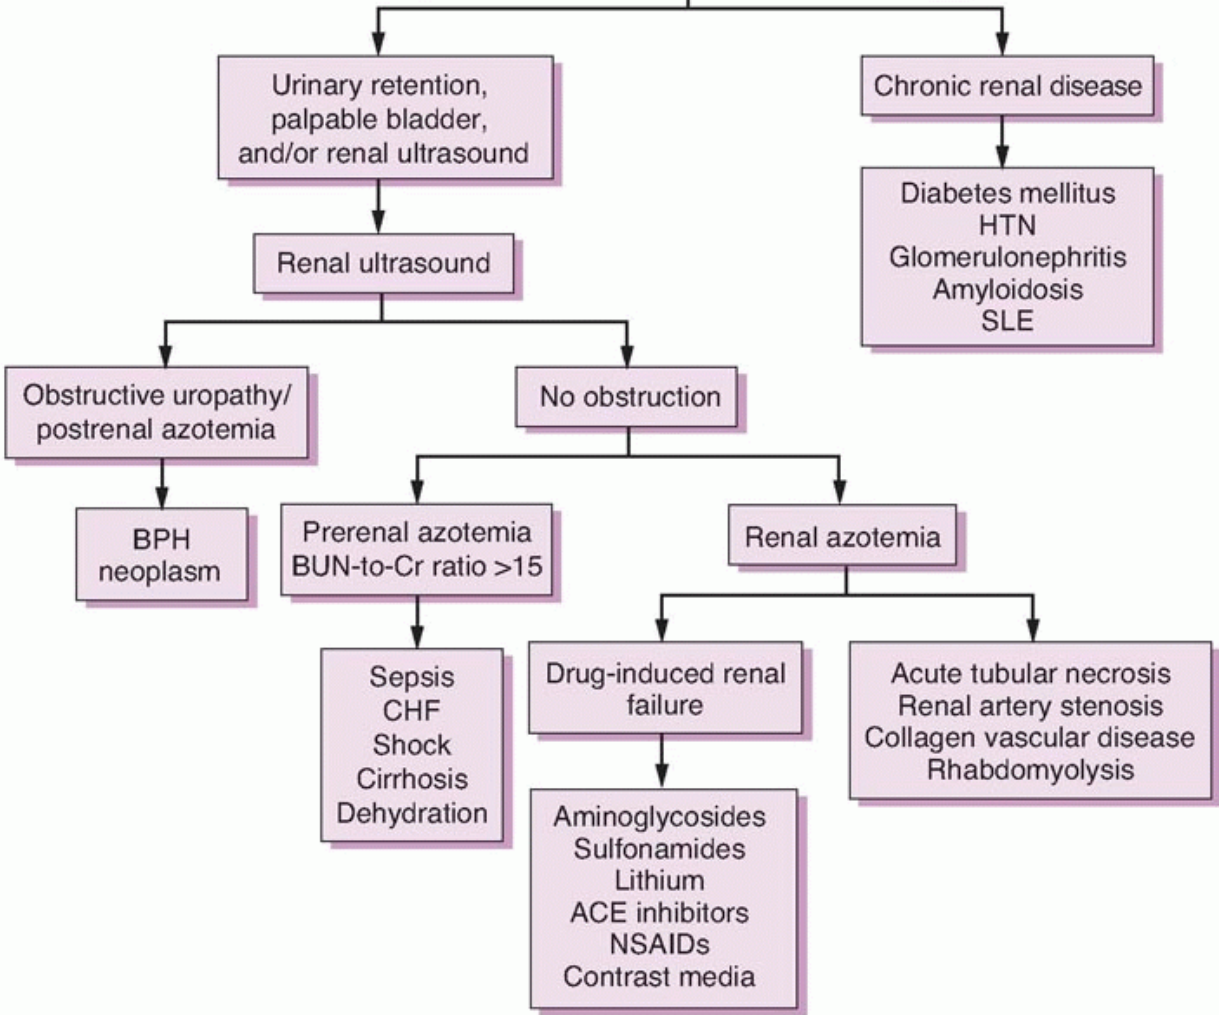 Urinary retention,
palpable bladder,
and/or renal ultrasound
Chronic renal disease
Diabetes mellitus
HTN
Glomerulonephritis
Amyloidosis
SLE
Renal ultrasound
Obstructive uropathy/
postrenal azotemia
No obstruction
BPH
neoplasm
Prerenal azotemia
BUN-to-Cr ratio >15
Renal azotemia
Sepsis
CHF
Shock
Cirrhosis
Dehydration
Drug-induced renal
failure
Acute tubular necrosis
Renal artery stenosis
Collagen vascular disease
Rhabdomyolysis
Aminoglycosides
Sulfonamides
Lithium
ACE inhibitors
NSAIDs
Contrast media